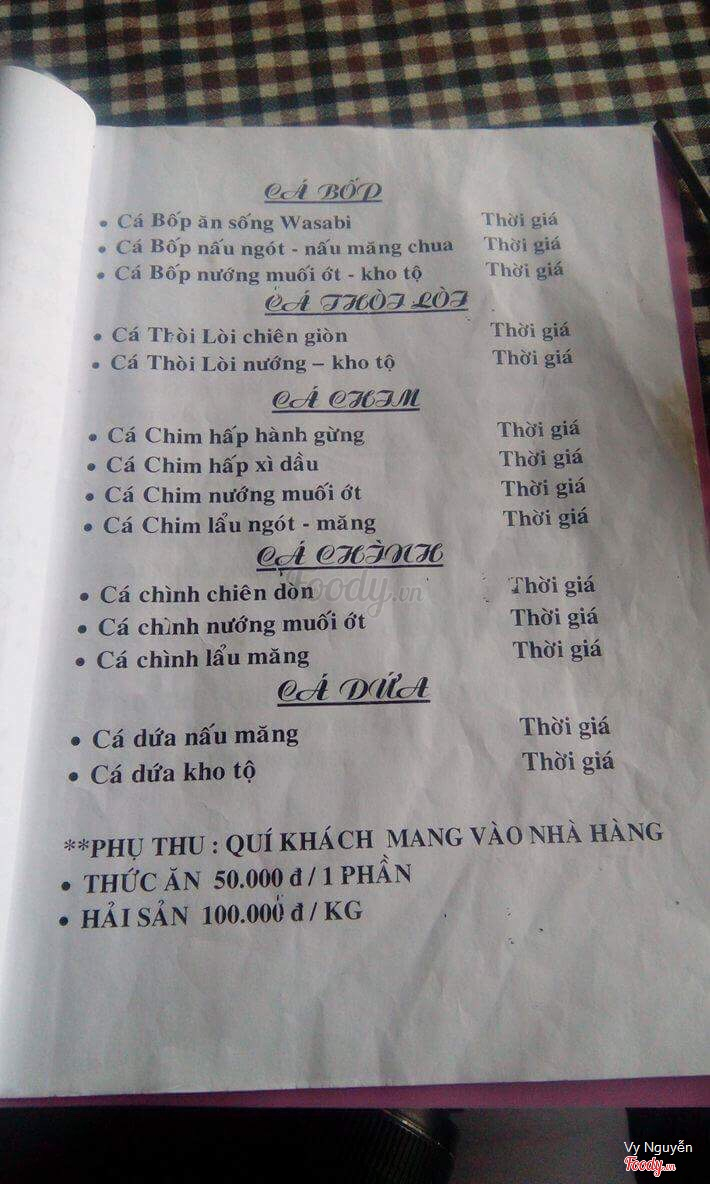 CÁ BỐP
• Cá Bốp ăn sống Wasabi Thời giá
• Cá Bốp nấu ngót - nấu măng chua Thời giá
• Cá Bốp nướng muối ớt - kho tộ Thời giá
CÁ THÒI LÒI
• Cá Thòi Lòi chiên giòn Thời giá
• Cá Thòi Lòi nướng – kho tộ Thời giá
CÁ CHIM
• Cá Chim hấp hành gừng Thời giá
• Cá Chim hấp xì dầu Thời giá
• Cá Chim nướng muối ớt Thời giá
• Cá Chim lẩu ngót - măng Thời giá
CÁ CHÌNH
• Cá chình chiên dòn Thời giá
Foody.vn
• Cá chình nướng muối ớt Thời giá
• Cá chình lẩu măng Thời giá
CÁ DỨA
• Cá dứa nấu măng Thời giá
• Cá dứa kho tộ Thời giá
**PHỤ THU : QUÍ KHÁCH MANG VÀO NHÀ HÀNG
• THỨC ĂN 50.000 đ / 1 PHẦN
• HẢI SẢN 100.000 đ / KG
Vy Nguyễn
Foody.vn